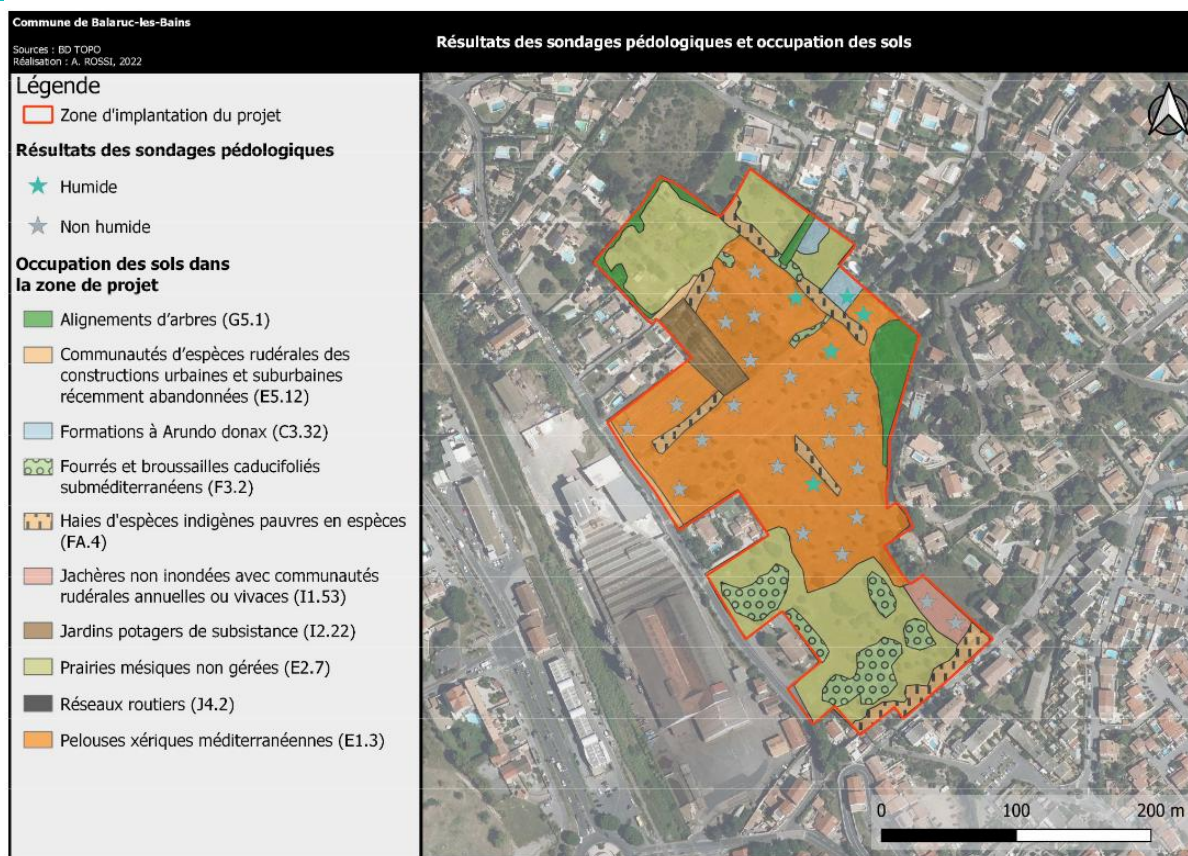 Commune de Balaruc-les-Bains
Sources : BD TOPO
Réalisation : A. ROSSI, 2022
Résultats des sondages pédologiques et occupation des sols
Légende
Zone d'implantation du projet
Résultats des sondages pédologiques
Humide
Non humide
Occupation des sols dans
la zone de projet
Alignements d'arbres (G5.1)
Communautés d'espèces rudérales des
constructions urbaines et suburbaines
récemment abandonnées (E5.12)
Formations à Arundo donax (C3.32)
Fourrés et broussailles caducifoliés
subméditerranéens (F3.2)
Haies d'espèces indigènes pauvres en espèces
(FA.4)
Jachères non inondées avec communautés
rudérales annuelles ou vivaces (I1.53)
Jardins potagers de subsistance (I2.22)
Prairies mésiques non gérées (E2.7)
Réseaux routiers (J4.2)
Pelouses xériques méditerranéennes (E1.3)
0 100 200 m